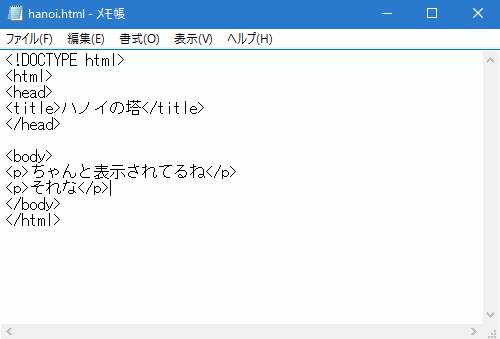 hanoi.html - メモ帳
ファイル(F) 編集(E) 書式(O) 表示(V) ヘルプ(H)
<!DOCTYPE html>
<html>
<head>
<title>ハノイの塔</title>
</head>
<body>
<p>ちゃんと表示されてるね</p>
<p>それな</p>
</body>
</html>